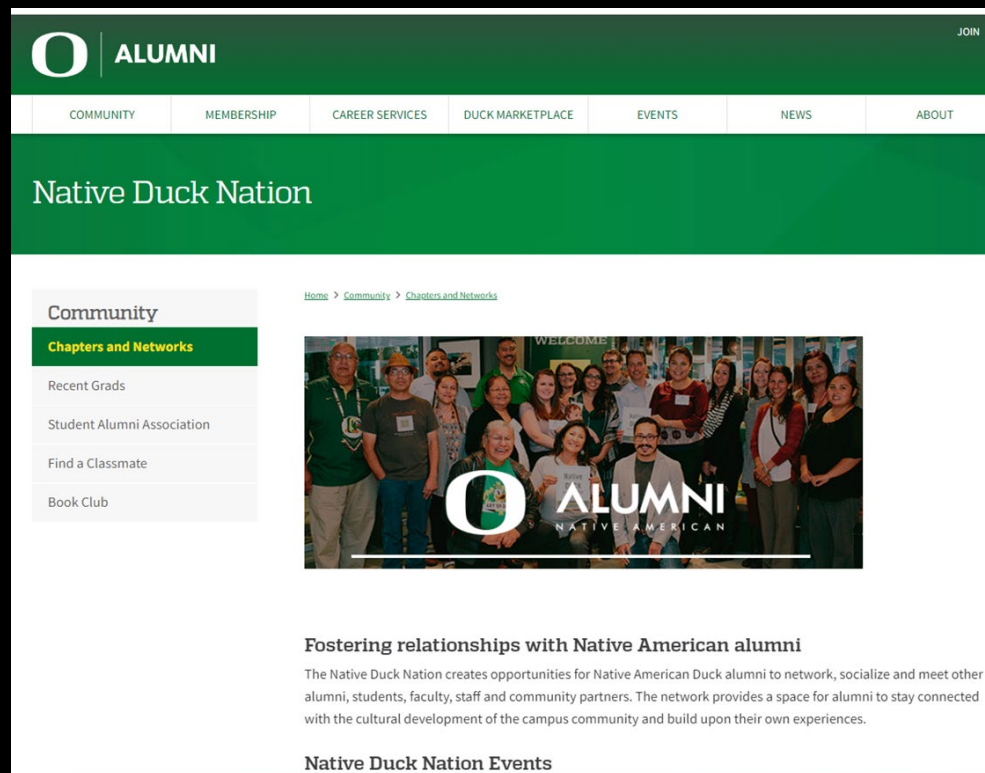 JOIN
O ALUMNI
COMMUNITY MEMBERSHIP CAREER SERVICES DUCK MARKETPLACE EVENTS NEWS ABOUT
Native Duck Nation
Home > Community > Chapters and Networks
Community
Chapters and Networks
Recent Grads
Student Alumni Association
Find a Classmate
Book Club
WELCOME
Native
O ALUMNI
NATIVE AMERICAN
Fostering relationships with Native American alumni
The Native Duck Nation creates opportunities for Native American Duck alumni to network, socialize and meet other
alumni, students, faculty, staff and community partners. The network provides a space for alumni to stay connected
with the cultural development of the campus community and build upon their own experiences.
Native Duck Nation Events